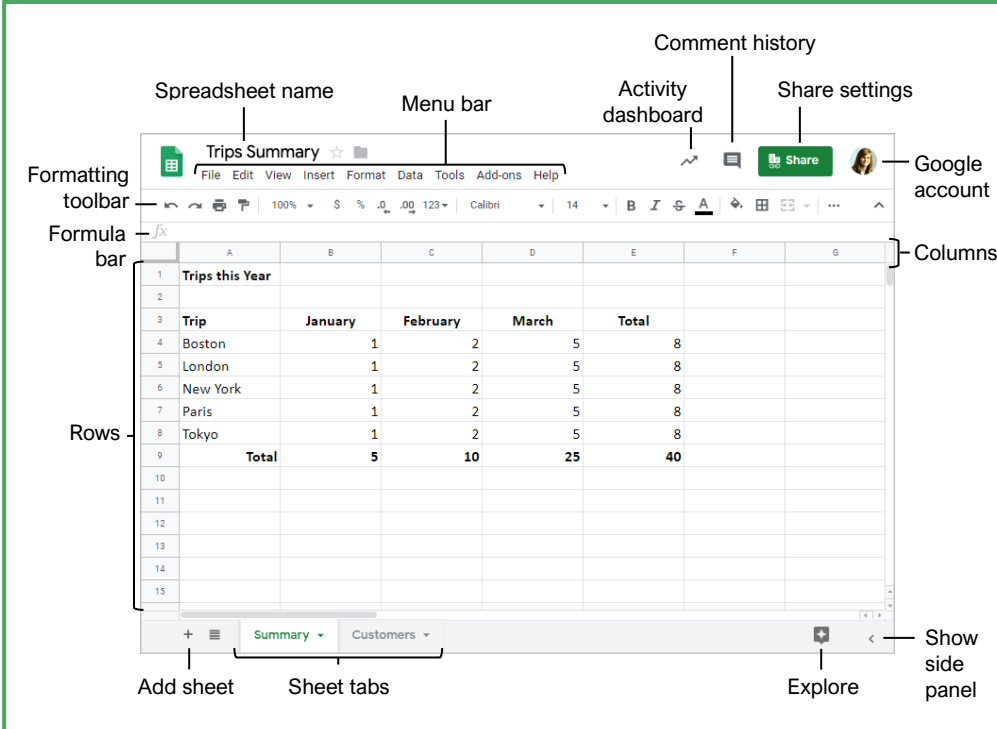 Comment history
Spreadsheet name
Menu bar
Activity
dashboard
Share settings
Trips Summary
Share
File Edit View Insert Format Data Tools Add-ons Help
Google
account
Formatting
toolbar
100% $ % .0 .00 123 Calibri 14 B I S A
Formula
bar
fx
Columns
A B C D E F G
1 Trips this Year
2
3 Trip January February March Total
4 Boston 1 2 5 8
5 London 1 2 5 8
6 New York 1 2 5 8
7 Paris 1 2 5 8
8 Tokyo 1 2 5 8
9 Total 5 10 25 40
10
11
12
13
14
15
Rows
Summary Customers
Show
side
panel
Add sheet
Sheet tabs
Explore